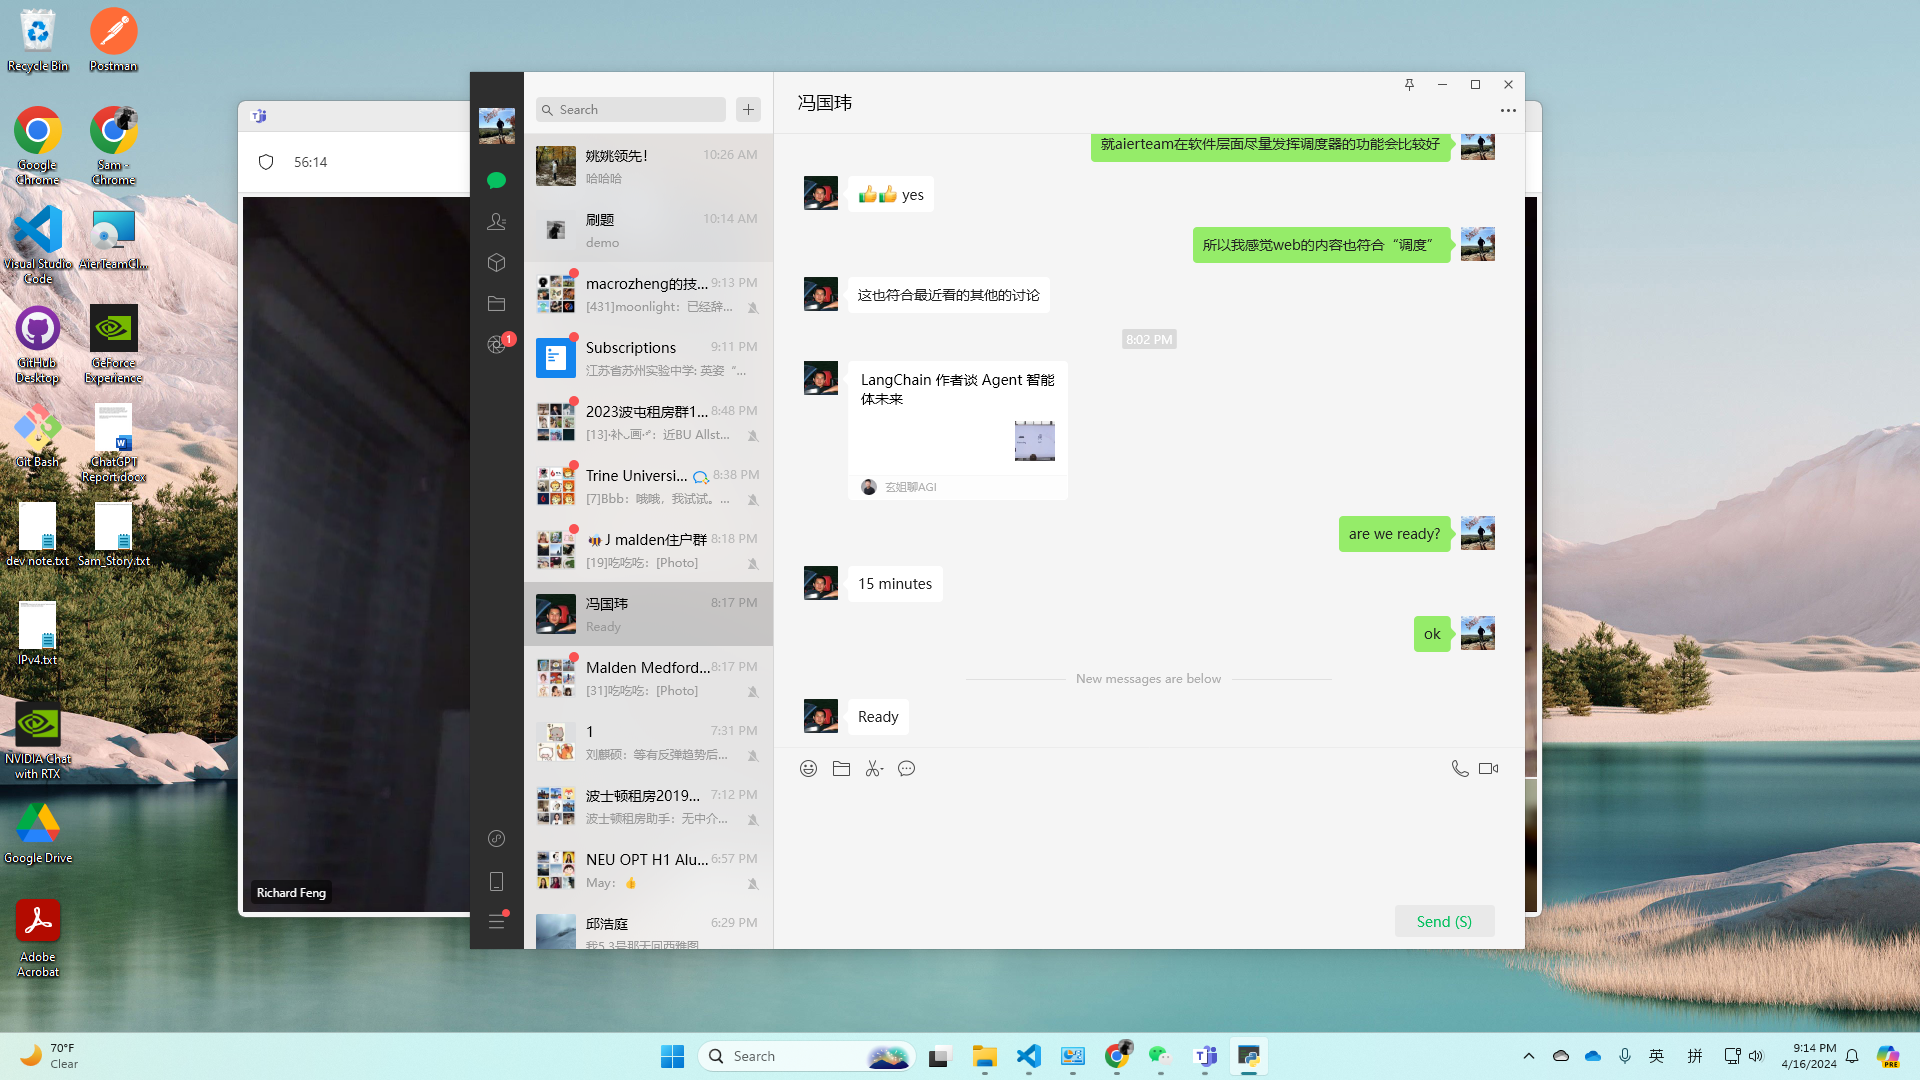 Recycle Bin
Postman
Google Chrome
Sam - Chrome
Visual Studio Code
AierTeamCl...
GitHub Desktop
GeForce Experience
Git Bash
ChatGPT Report.docx
dev note.txt
Sam_Story.txt
IPv4.txt
NVIDIA Chat with RTX
Google Drive
Adobe Acrobat
56:14
Richard Feng
Search
姚姚领先!
10:26 AM
哈哈哈
刷题
10:14 AM
demo
macrozheng的技...
9:13 PM
[431]moonlight: 已经辞...
1
Subscriptions
9:11 PM
江苏省苏州实验中学: 英姿“...
2023波屯租房群1...
8:48 PM
近BU Allst...
Trine Universi...
8:38 PM
[7]Bbb: 哦哦，我试试。...
J malden住户群
8:18 PM
[19]吃吃吃: [Photo]
冯国玮
8:17 PM
Ready
Malden Medford...
8:17 PM
[31]吃吃吃: [Photo]
1
7:31 PM
刘麒硕: 等有反弹趋势后...
波士顿租房2019...
7:12 PM
波士顿租房助手: 无中介...
NEU OPT H1 Alu...
6:57 PM
May: 👍
邱浩庭
6:29 PM
我5.3号那天回西雅图
冯国玮
就aierteam在软件层面尽量发挥调度器的功能会比较好
👍👍 yes
所以我感觉web的内容也符合“调度”
这也符合最近看的其他的讨论
8:02 PM
LangChain 作者谈 Agent 智能
体未来
玄姐聊AGI
are we ready?
15 minutes
ok
New messages are below
Ready
Send (S)
70°F
Clear
Search
英
拼
9:14 PM
4/16/2024
PRE